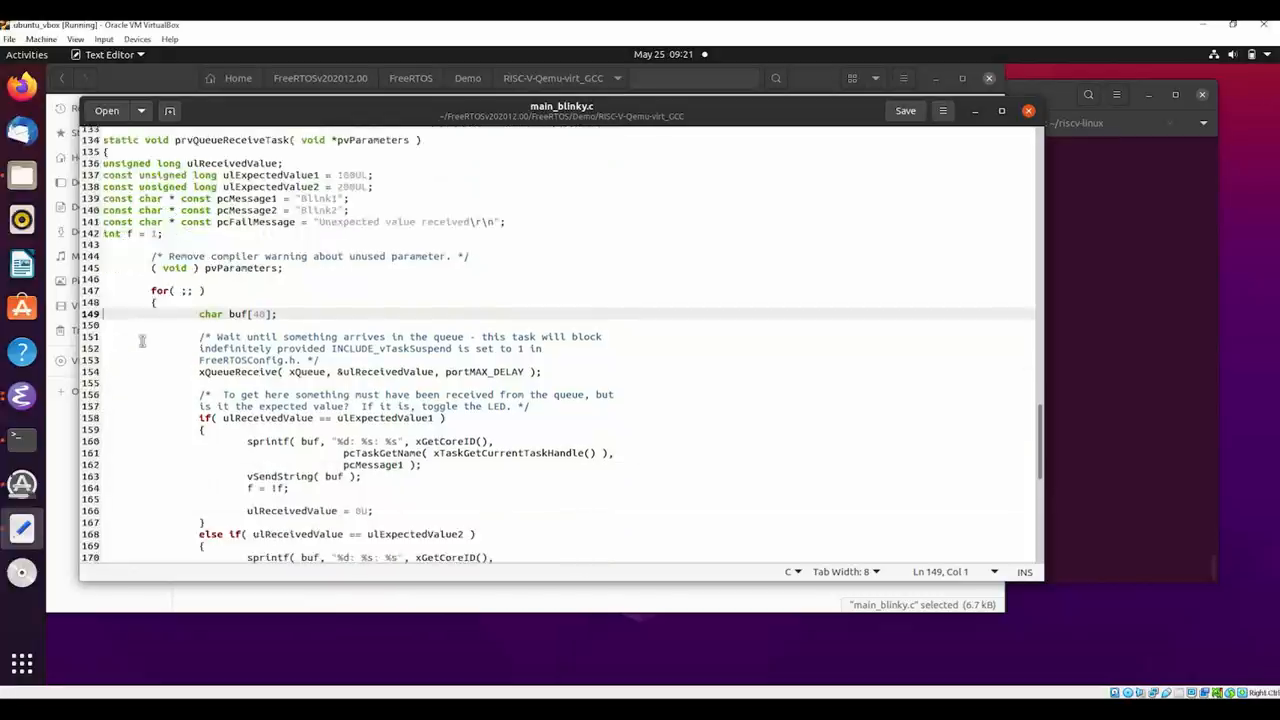 ubuntu_vbox [Running] - Oracle VM VirtualBox
File Machine View Input Devices Help
Activities Text Editor May 25 09:21
Home FreeRTOSv202012.00 FreeRTOS Demo RISC-V-Qemu-virt_GCC
Open main_blinky.c Save
~/FreeRTOSv202012.00/FreeRTOS/Demo/RISC-V-Qemu-virt_GCC
~/riscv-linux
133
134 static void prvQueueReceiveTask( void *pvParameters )
135 {
136 unsigned long ulReceivedValue;
137 const unsigned long ulExpectedValue1 = 100UL;
138 const unsigned long ulExpectedValue2 = 200UL;
139 const char * const pcMessage1 = "Blink1";
140 const char * const pcMessage2 = "Blink2";
141 const char * const pcFailMessage = "Unexpected value received\r\n";
142 int f = 1;
143
144 /* Remove compiler warning about unused parameter. */
145 ( void ) pvParameters;
146
147 for( ;; )
148 {
149 char buf[40];
150
151 /* Wait until something arrives in the queue - this task will block
152 indefinitely provided INCLUDE_vTaskSuspend is set to 1 in
153 FreeRTOSConfig.h. */
154 xQueueReceive( xQueue, &ulReceivedValue, portMAX_DELAY );
155
156 /*  To get here something must have been received from the queue, but
157 is it the expected value?  If it is, toggle the LED. */
158 if( ulReceivedValue == ulExpectedValue1 )
159 {
160 sprintf( buf, "%d: %s: %s", xGetCoreID(),
161 pcTaskGetName( xTaskGetCurrentTaskHandle() ),
162 pcMessage1 );
163 vSendString( buf );
164 f = !f;
165
166 ulReceivedValue = 0U;
167 }
168 else if( ulReceivedValue == ulExpectedValue2 )
169 {
170 sprintf( buf, "%d: %s: %s", xGetCoreID(),
C Tab Width: 8 Ln 149, Col 1 INS
"main_blinky.c" selected (6.7 kB)